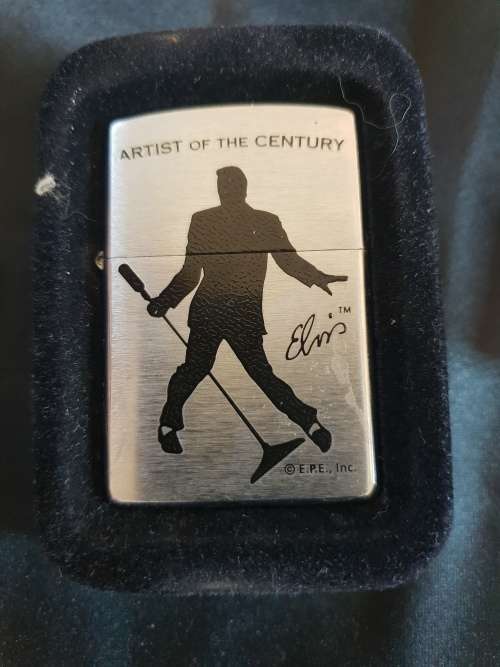 ARTIST OF THE CENTURY
Elvis™
© E.P.E., Inc.